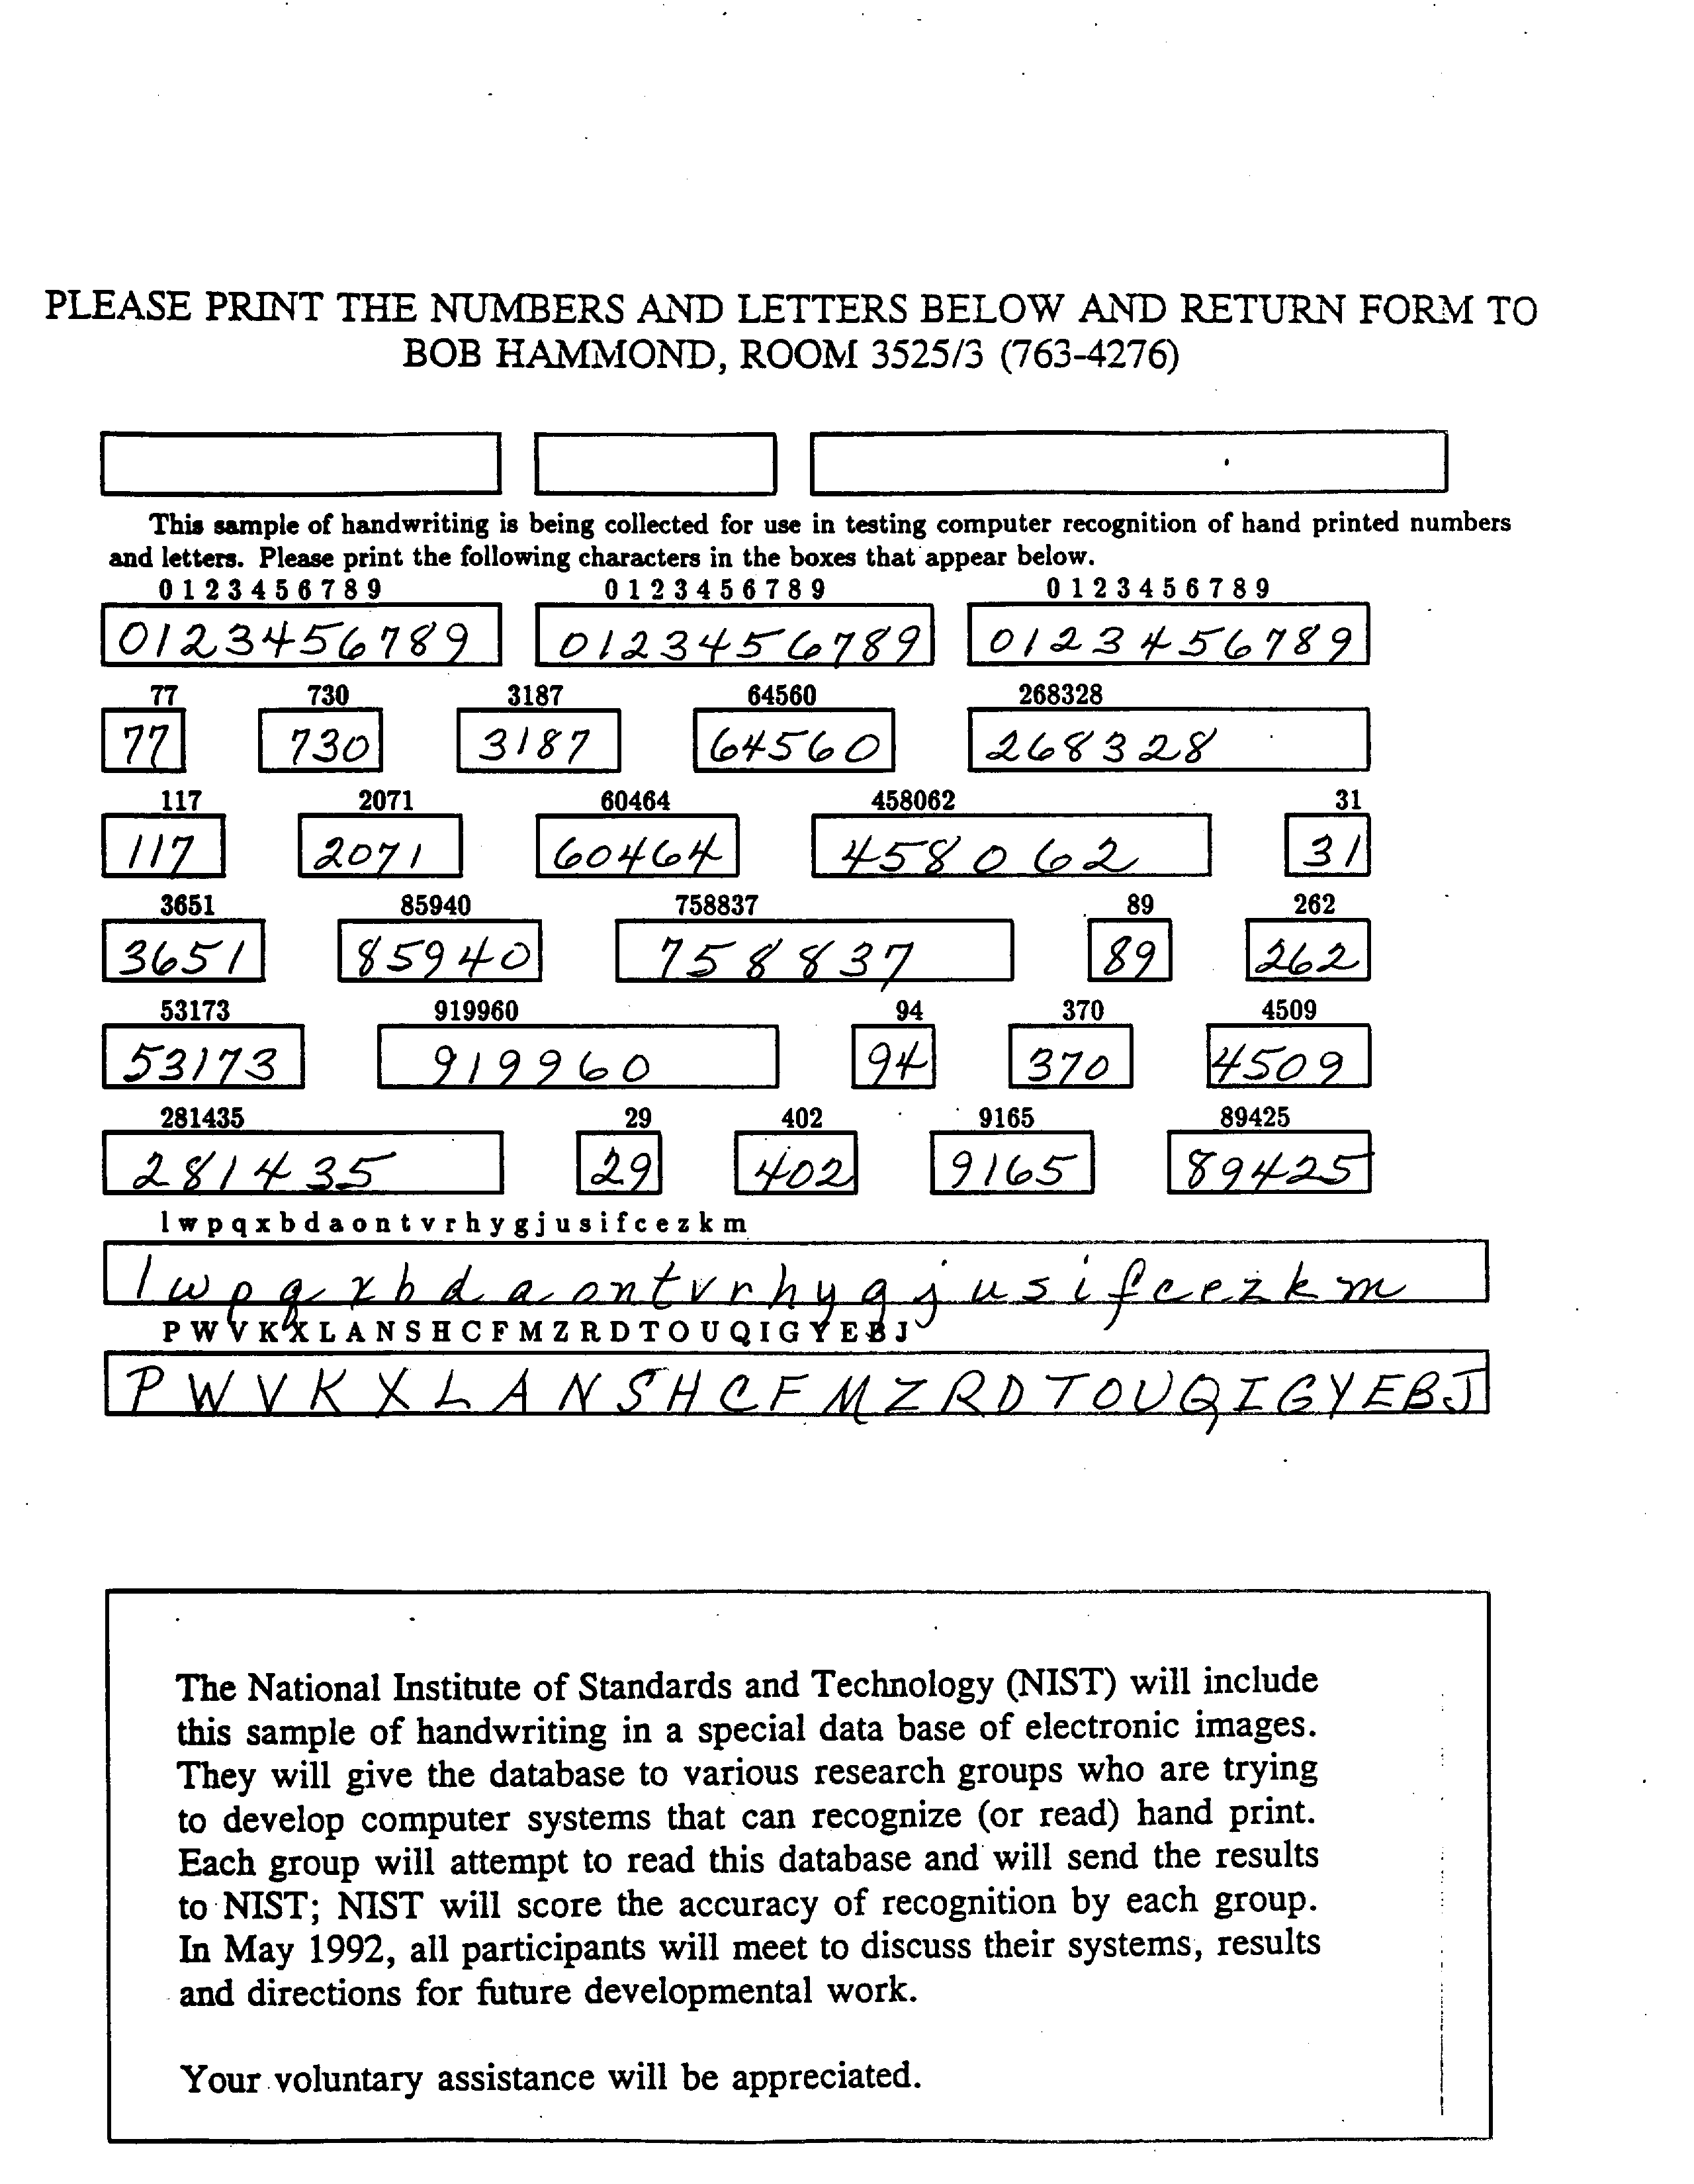 PLEASE PRINT THE NUMBERS AND LETTERS BELOW AND RETURN FORM TO
BOB HAMMOND, ROOM 3525/3 (763-4276)
This sample of handwriting is being collected for use in testing computer recognition of hand printed numbers
and letters. Please print the following characters in the boxes that appear below.
0 1 2 3 4 5 6 7 8 9 0 1 2 3 4 5 6 7 8 9 0 1 2 3 4 5 6 7 8 9
0123456789 0123456789 0123456789
77 730 3187 64560 268328
77 730 3187 64560 268328
117 2071 60464 458062 31
117 2071 60464 458062 31
3651 85940 758837 89 262
3651 85940 758837 89 262
53173 919960 94 370 4509
53173 919960 94 370 4509
281435 29 402 9165 89425
281435 29 402 9165 89425
l w p q x b d a o n t v r h y g j u s i f c e z k m
l w p q x b d a o n t v r h y g j u s i f c e z k m
P W V K X L A N S H C F M Z R D T O U Q I G Y E B J
P W V K X L A N S H C F M Z R D T O U Q I G Y E B J
The National Institute of Standards and Technology (NIST) will include
this sample of handwriting in a special data base of electronic images.
They will give the database to various research groups who are trying
to develop computer systems that can recognize (or read) hand print.
Each group will attempt to read this database and will send the results
to NIST; NIST will score the accuracy of recognition by each group.
In May 1992, all participants will meet to discuss their systems, results
and directions for future developmental work.
Your voluntary assistance will be appreciated.